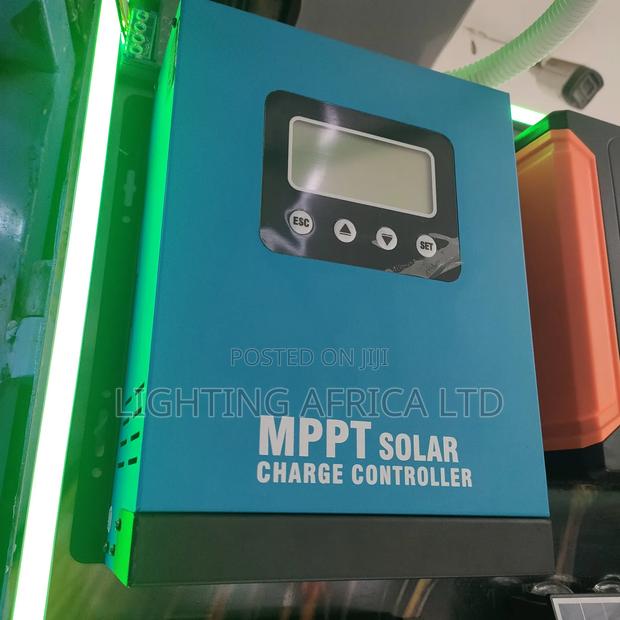 ESC
SET
POSTED ON JIJI
LIGHTING AFRICA LTD
MPPT SOLAR
CHARGE CONTROLLER